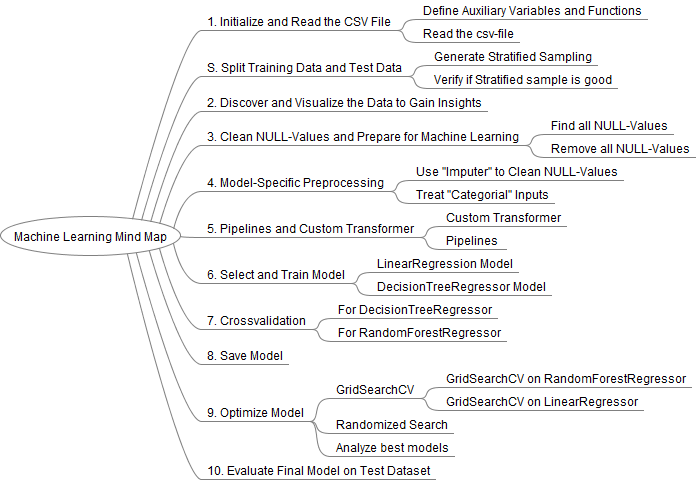 Machine Learning Mind Map
1. Initialize and Read the CSV File
Define Auxiliary Variables and Functions
Read the csv-file
S. Split Training Data and Test Data
Generate Stratified Sampling
Verify if Stratified sample is good
2. Discover and Visualize the Data to Gain Insights
3. Clean NULL-Values and Prepare for Machine Learning
Find all NULL-Values
Remove all NULL-Values
4. Model-Specific Preprocessing
Use "Imputer" to Clean NULL-Values
Treat "Categorial" Inputs
5. Pipelines and Custom Transformer
Custom Transformer
Pipelines
6. Select and Train Model
LinearRegression Model
DecisionTreeRegressor Model
7. Crossvalidation
For DecisionTreeRegressor
For RandomForestRegressor
8. Save Model
9. Optimize Model
GridSearchCV
GridSearchCV on RandomForestRegressor
GridSearchCV on LinearRegressor
Randomized Search
Analyze best models
10. Evaluate Final Model on Test Dataset